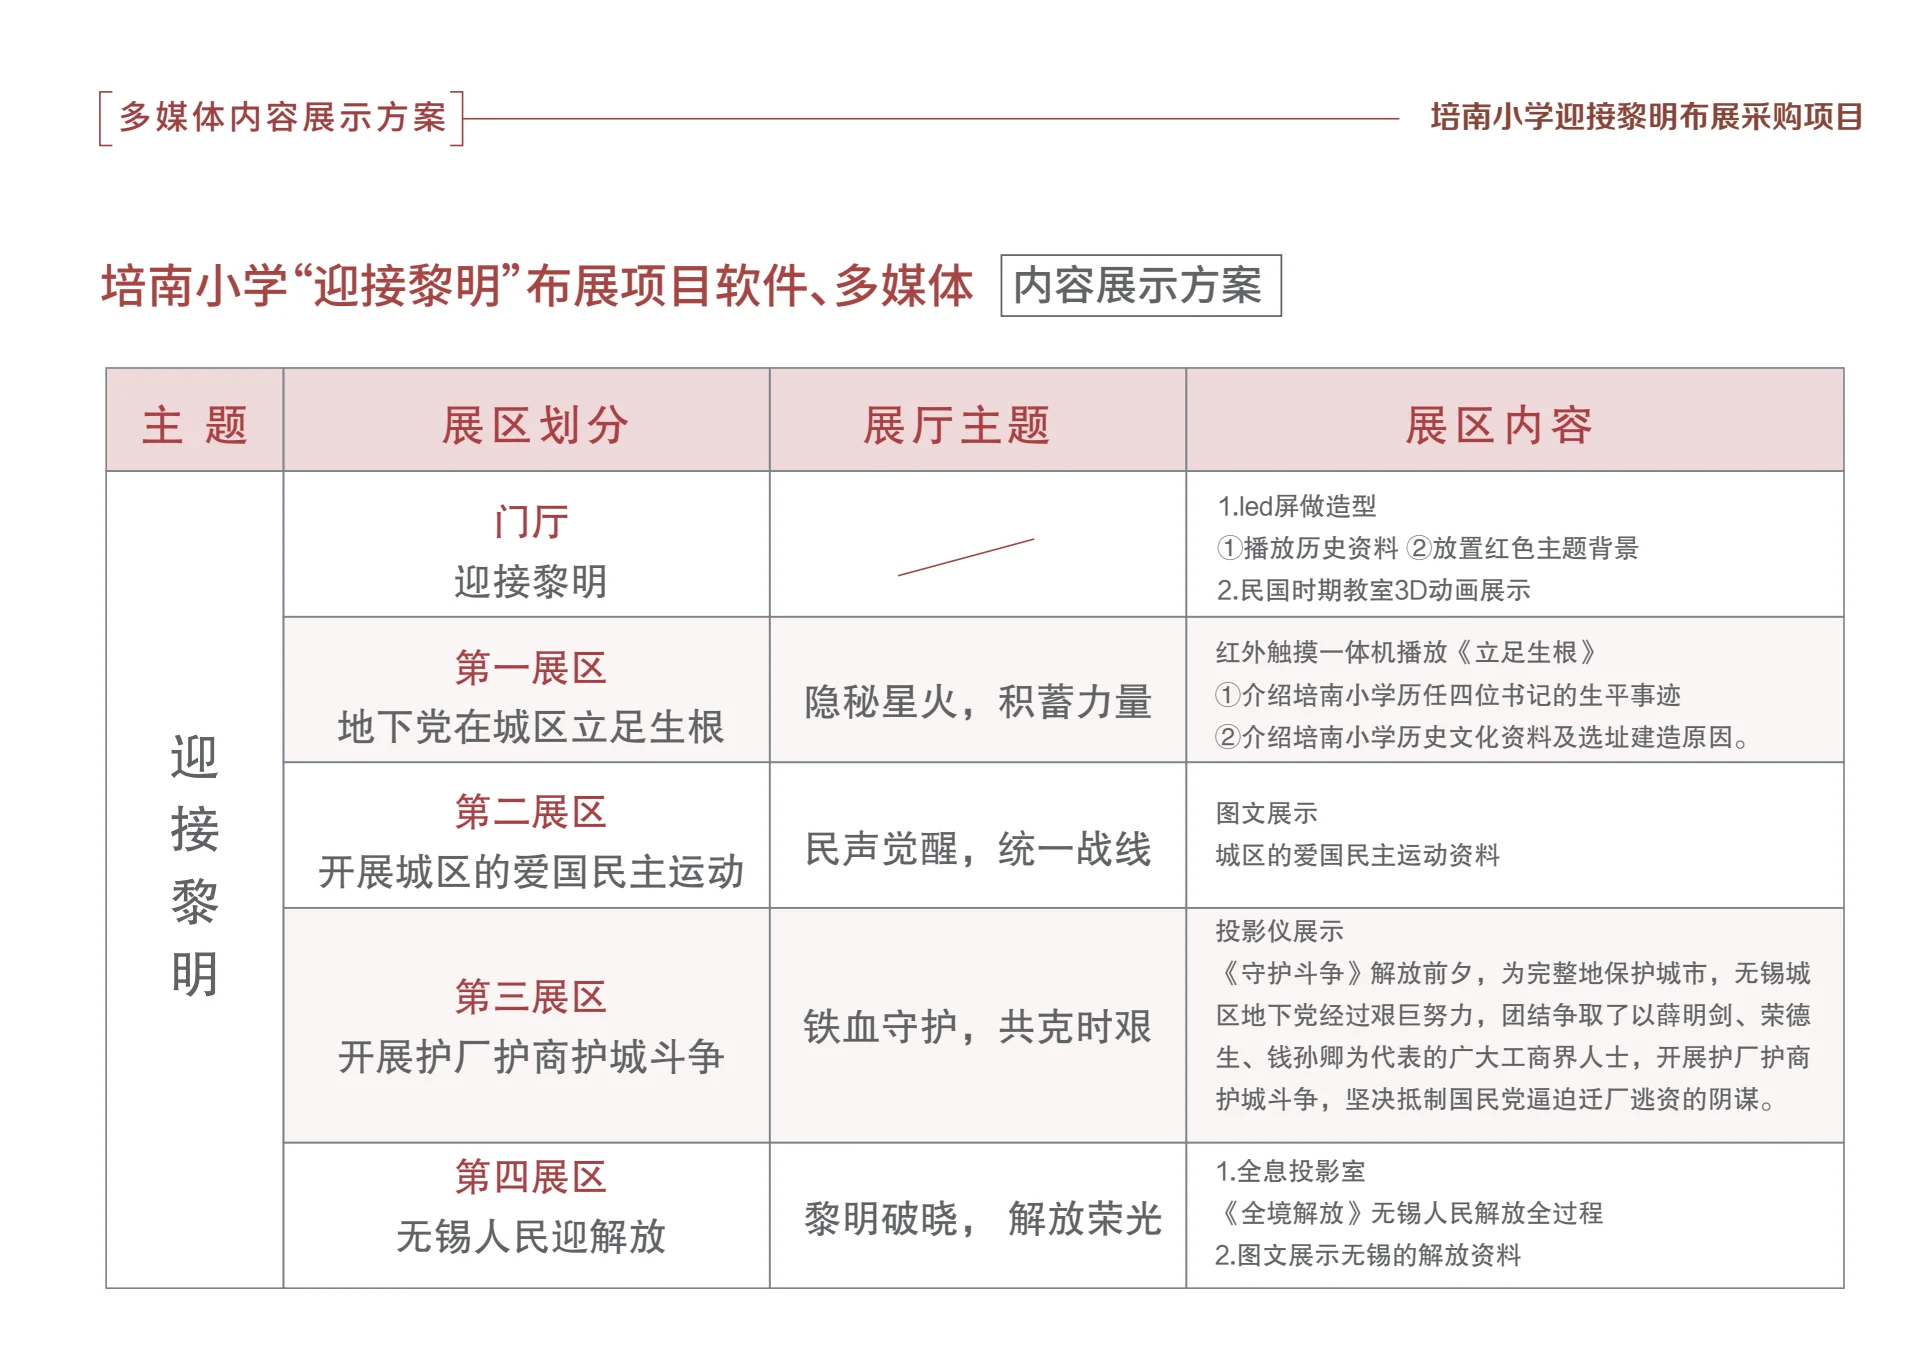 多媒体内容展示方案
培南小学迎接黎明布展采购项目
培南小学“迎接黎明”布展项目软件、多媒体 内容展示方案
主 题
展区划分
展厅主题
展区内容
迎
接
黎
明
门厅
迎接黎明
1.led屏做造型
①播放历史资料 ②放置红色主题背景
2.民国时期教室3D动画展示
第一展区
地下党在城区立足生根
隐秘星火，积蓄力量
红外触摸一体机播放《立足生根》
①介绍培南小学历任四位书记的生平事迹
②介绍培南小学历史文化资料及选址建造原因。
第二展区
开展城区的爱国民主运动
民声觉醒，统一战线
图文展示
城区的爱国民主运动资料
第三展区
开展护厂护商护城斗争
铁血守护，共克时艰
投影仪展示
《守护斗争》解放前夕，为完整地保护城市，无锡城
区地下党经过艰巨努力，团结争取了以薛明剑、荣德
生、钱孙卿为代表的广大工商界人士，开展护厂护商
护城斗争，坚决抵制国民党逼迫迁厂逃资的阴谋。
第四展区
无锡人民迎解放
黎明破晓， 解放荣光
1.全息投影室
《全境解放》无锡人民解放全过程
2.图文展示无锡的解放资料